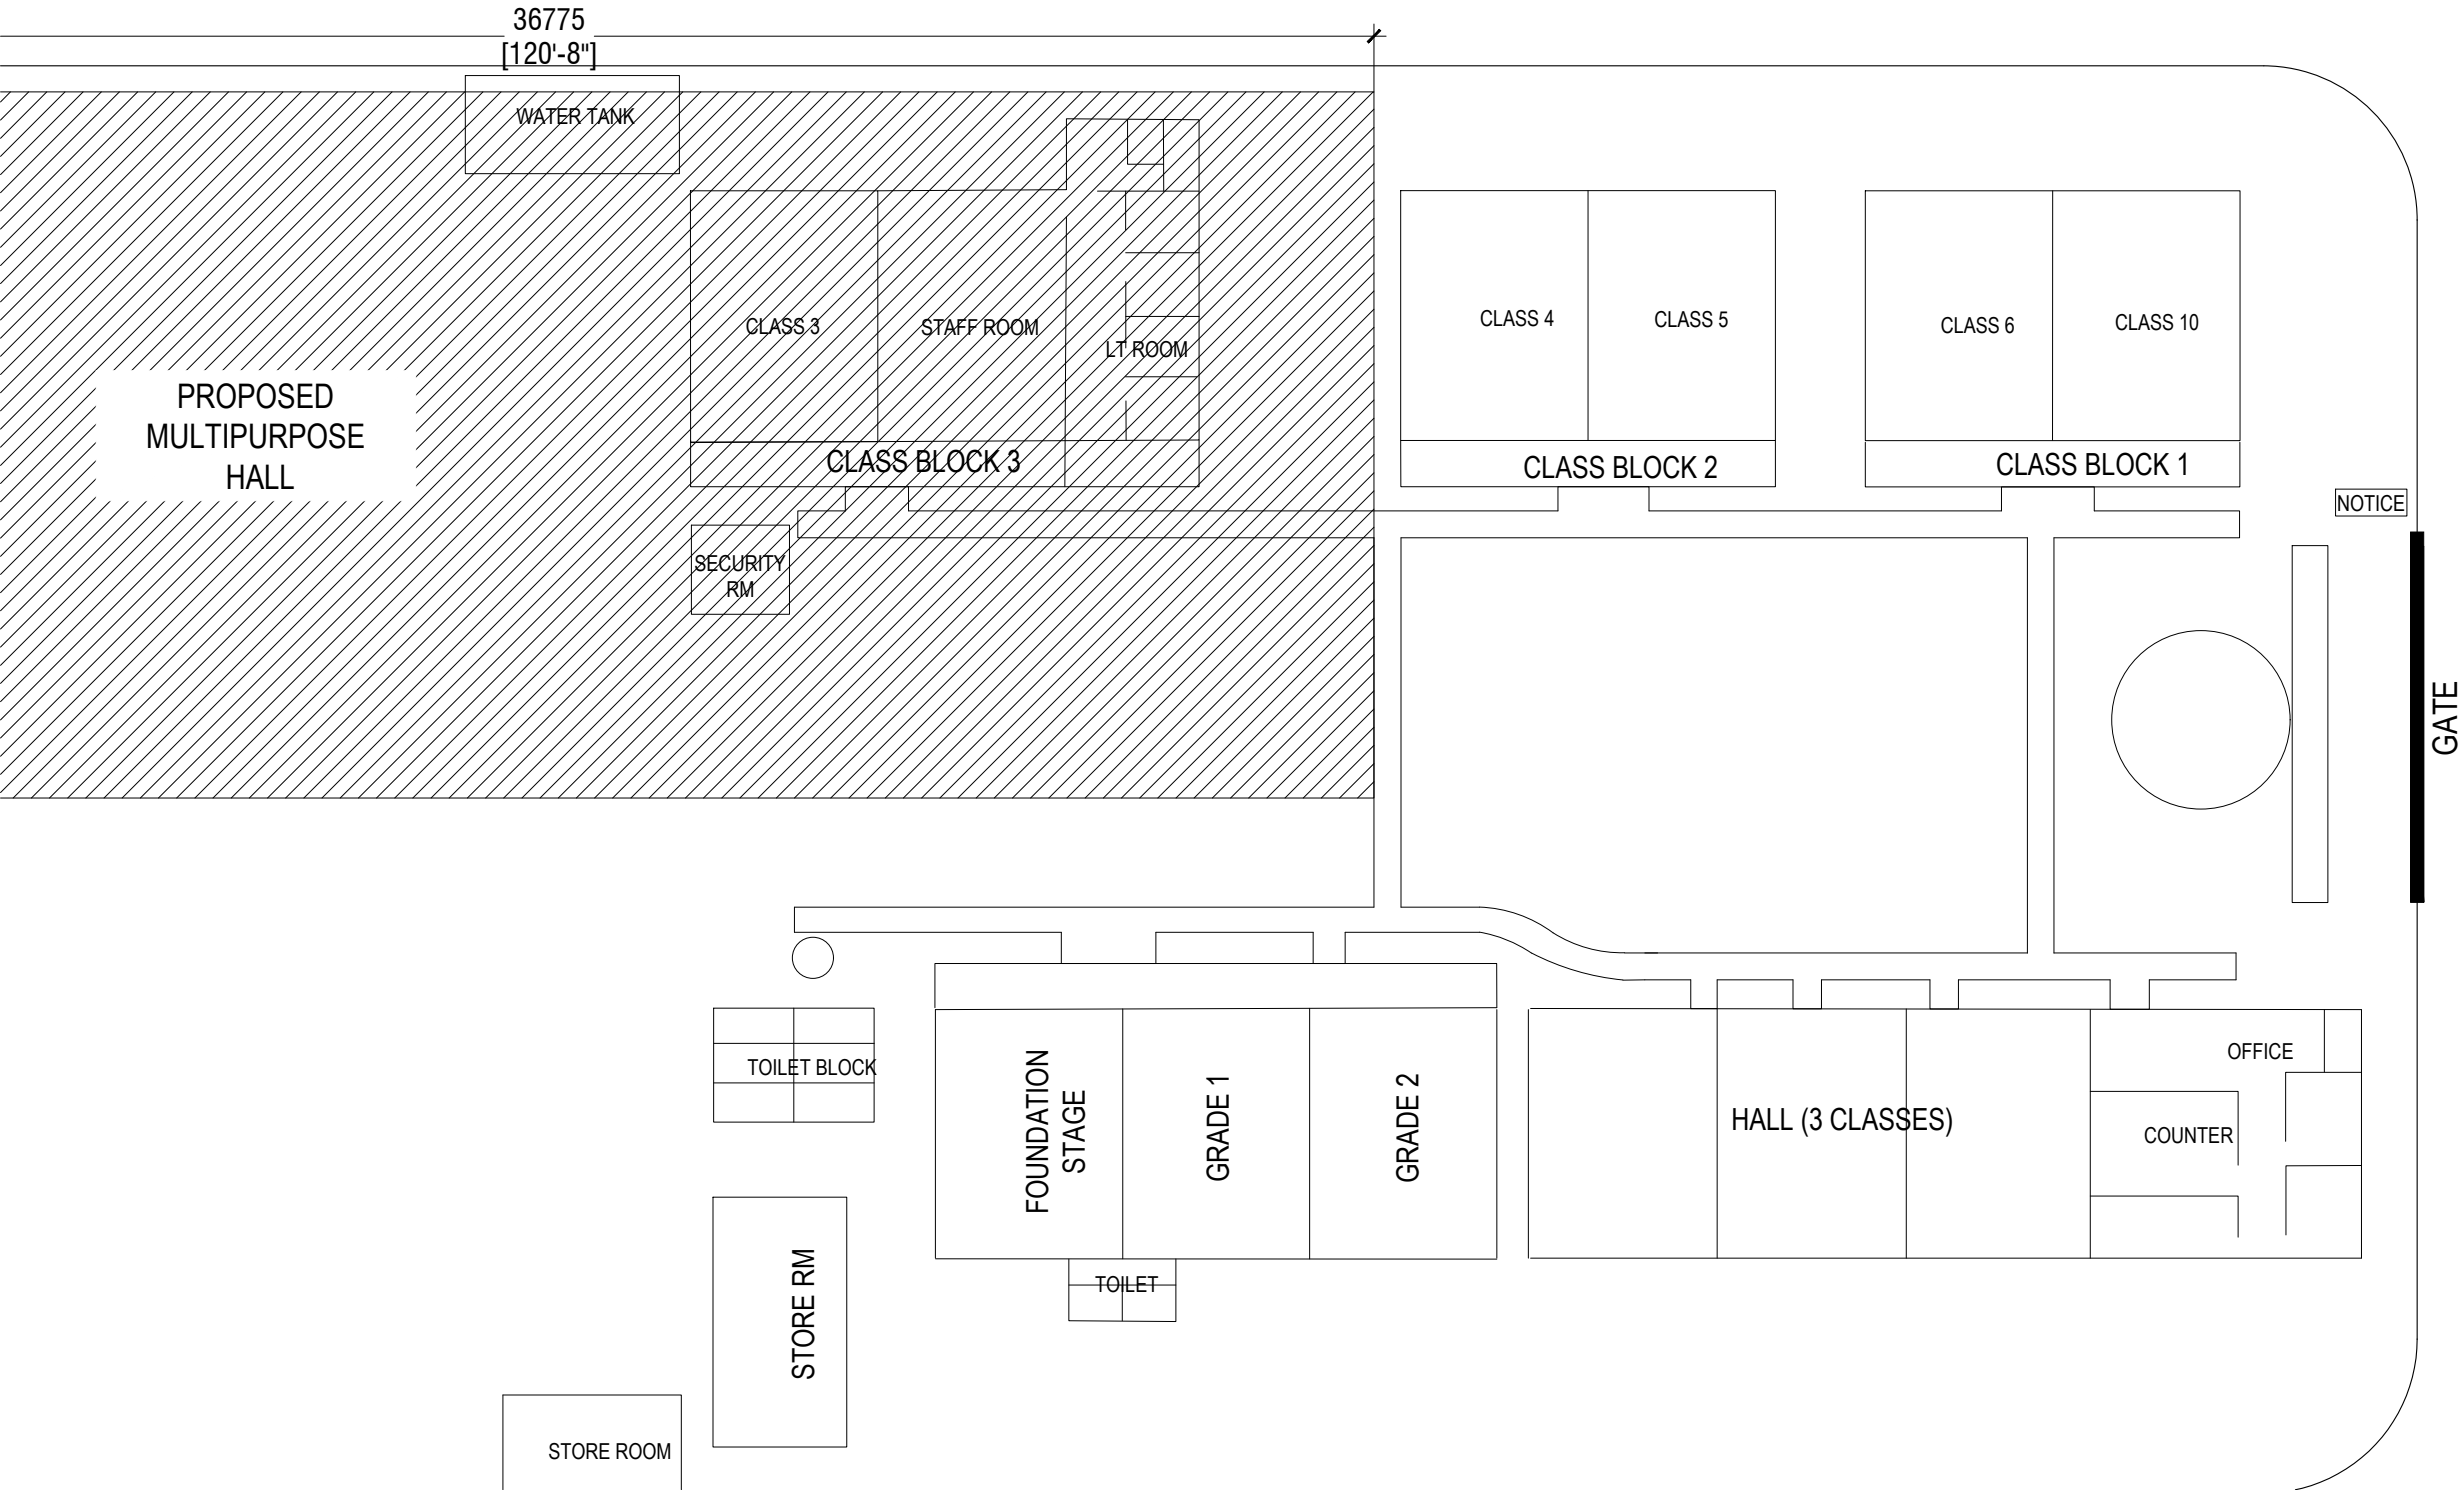 36775
[120'-8"]
WATER TANK
CLASS 3
STAFF ROOM
LT ROOM
CLASS BLOCK 3
PROPOSED
MULTIPURPOSE
HALL
SECURITY
RM
CLASS 4
CLASS 5
CLASS BLOCK 2
CLASS 6
CLASS 10
CLASS BLOCK 1
NOTICE
GATE
TOILET BLOCK
FOUNDATION
STAGE
GRADE 1
GRADE 2
TOILET
HALL (3 CLASSES)
OFFICE
COUNTER
STORE RM
STORE ROOM